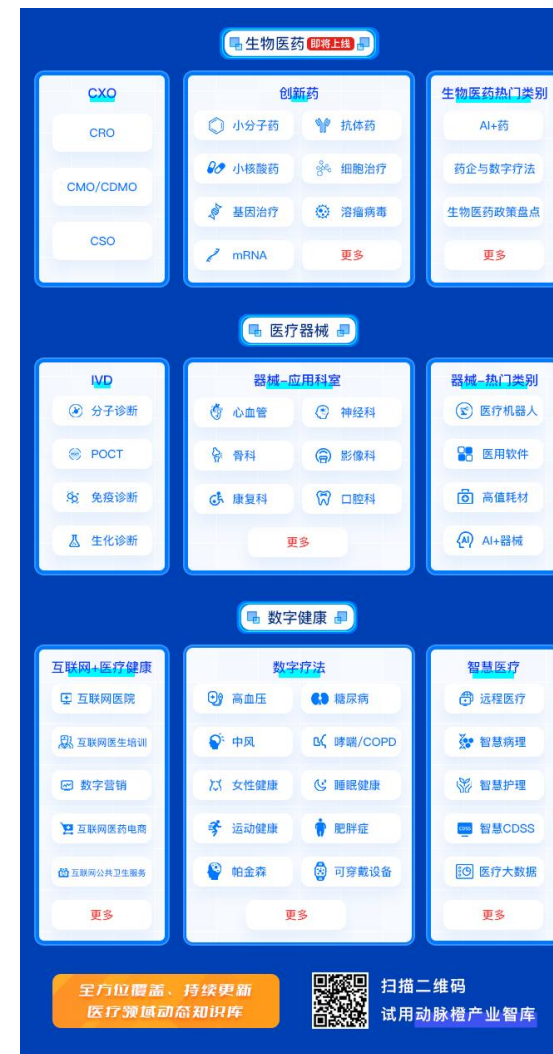 生物医药 即将上线
CXO
CRO
CMO/CDMO
CSO
创新药
小分子药 抗体药
小核酸药 细胞治疗
基因治疗 溶瘤病毒
mRNA 更多
生物医药热门类别
AI+药
药企与数字疗法
生物医药政策盘点
更多
医疗器械
IVD
分子诊断
POCT
免疫诊断
生化诊断
器械-应用科室
心血管 神经科
骨科 影像科
康复科 口腔科
更多
器械-热门类别
医疗机器人
医用软件
高值耗材
AI+器械
数字健康
互联网+医疗健康
互联网医院
互联网医生培训
数字营销
互联网医药电商
互联网公共卫生服务
更多
数字疗法
高血压 糖尿病
中风 哮喘/COPD
女性健康 睡眠健康
运动健康 肥胖症
帕金森 可穿戴设备
更多
智慧医疗
远程医疗
智慧病理
智慧护理
智慧CDSS
医疗大数据
更多
全方位覆盖、持续更新
医疗领域动态知识库
扫描二维码
试用动脉橙产业智库